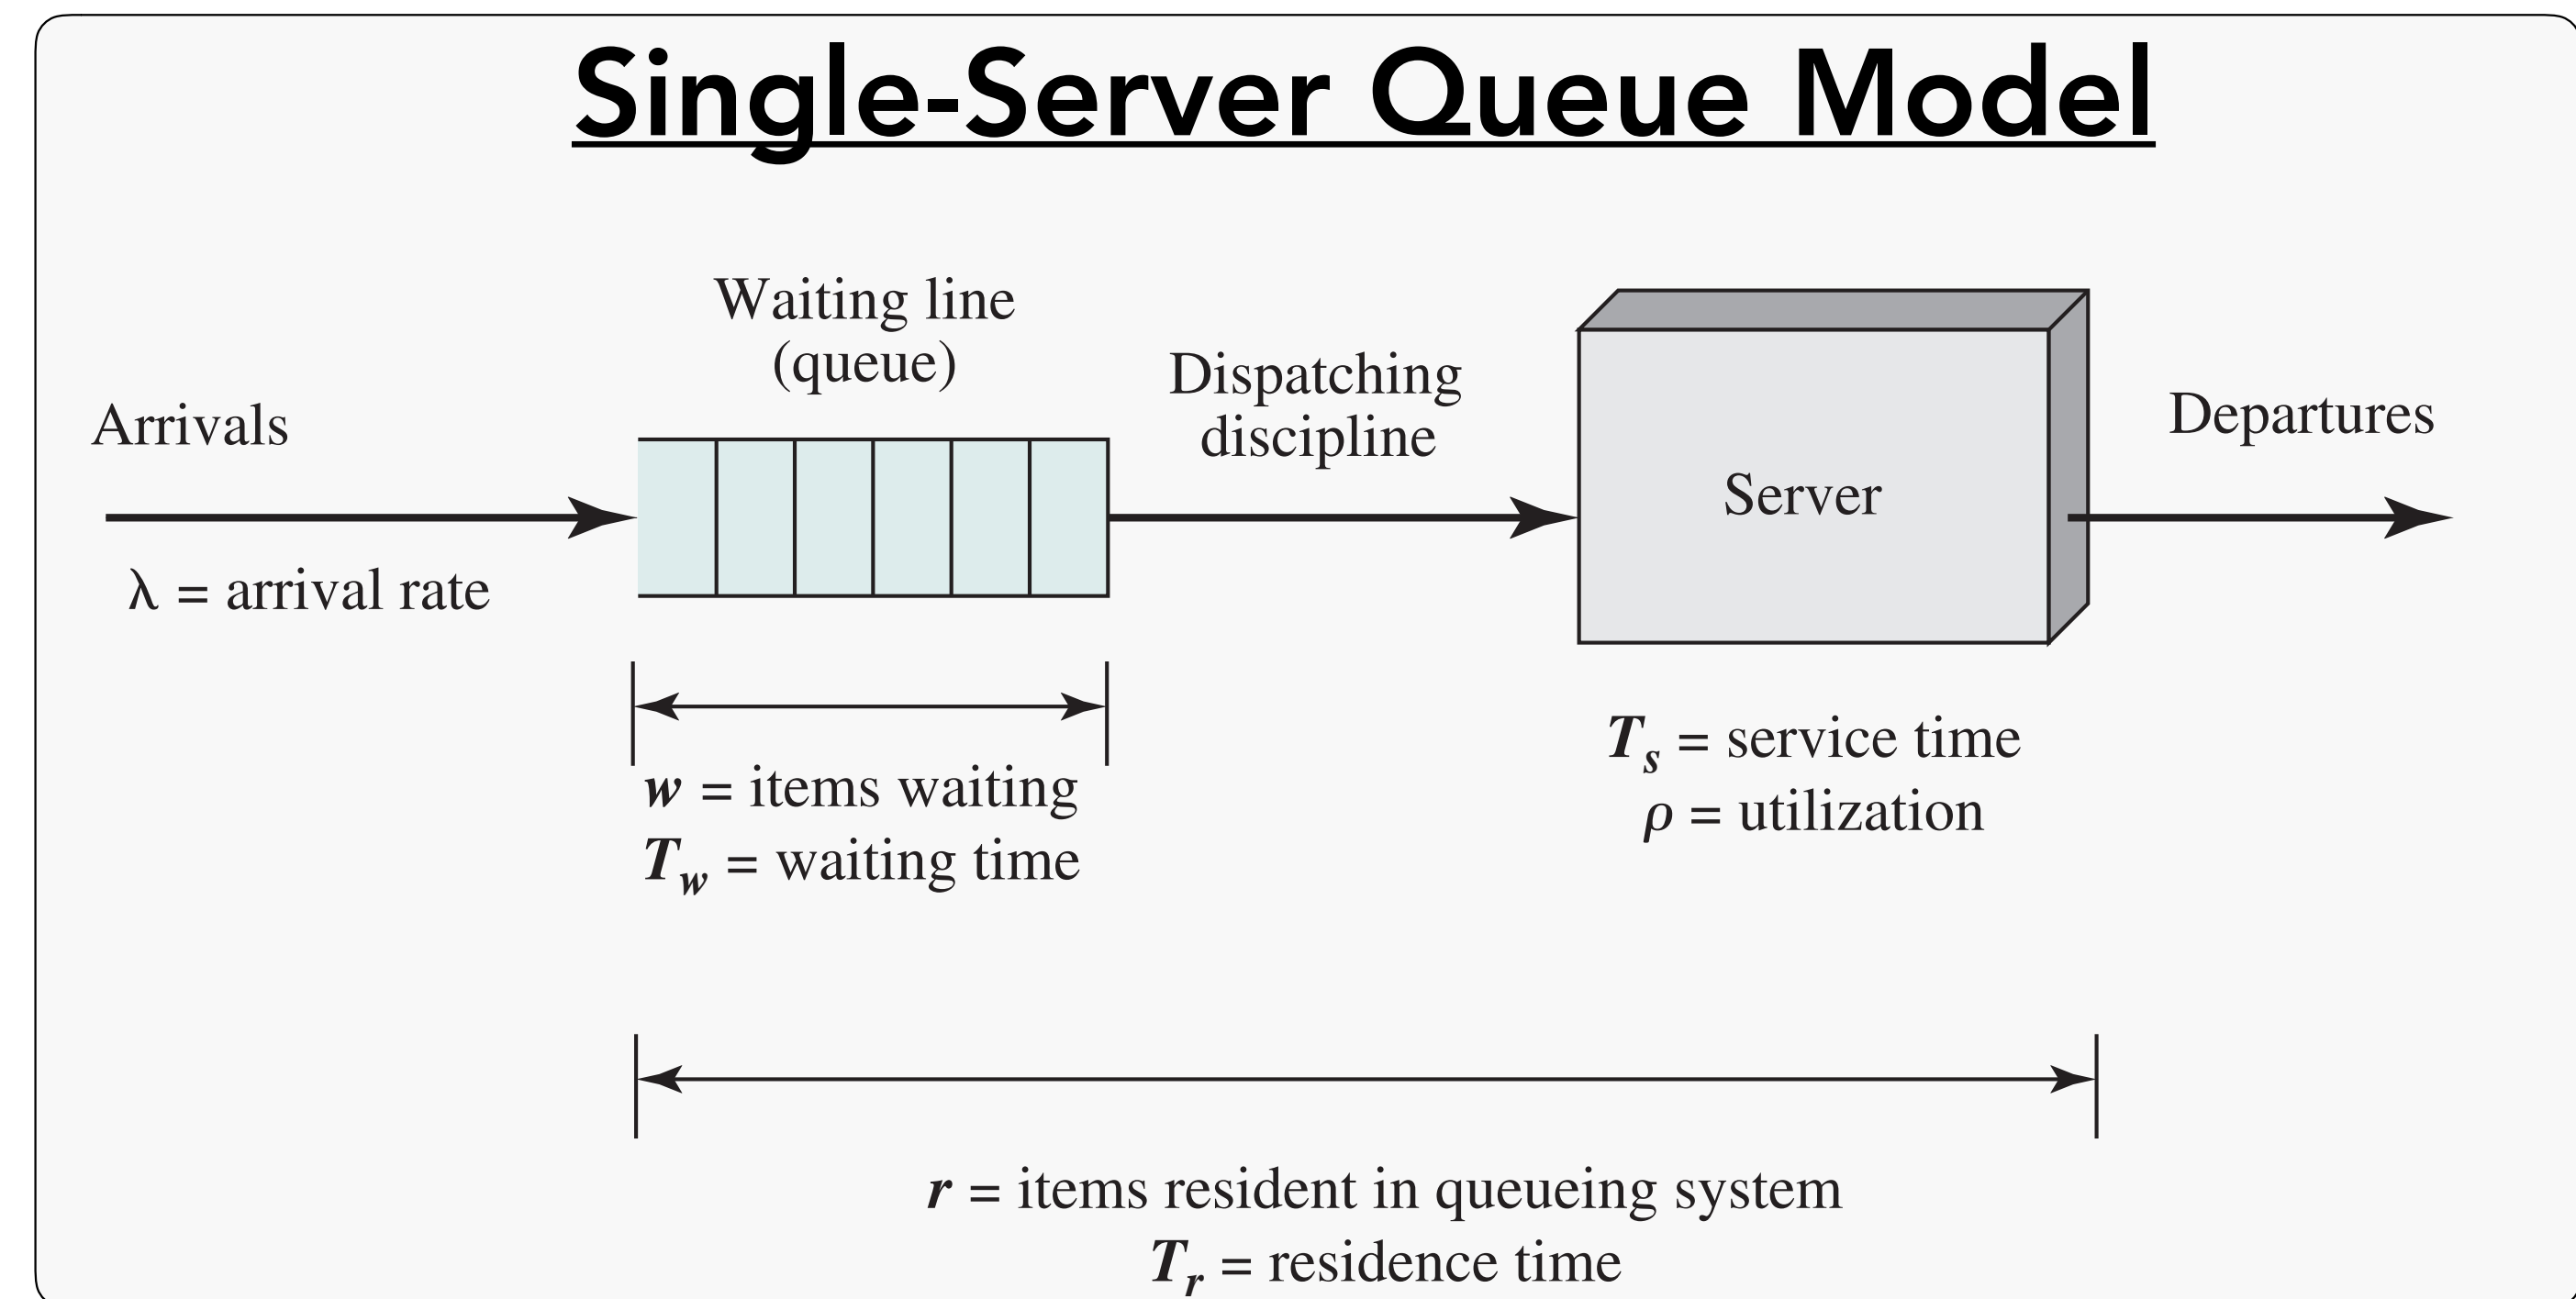 Single-Server Queue Model
Waiting line
(queue)
Dispatching
discipline
Arrivals
Departures
Server
λ = arrival rate
w = items waiting
Tw = waiting time
Ts = service time
ρ = utilization
r = items resident in queueing system
Tr = residence time